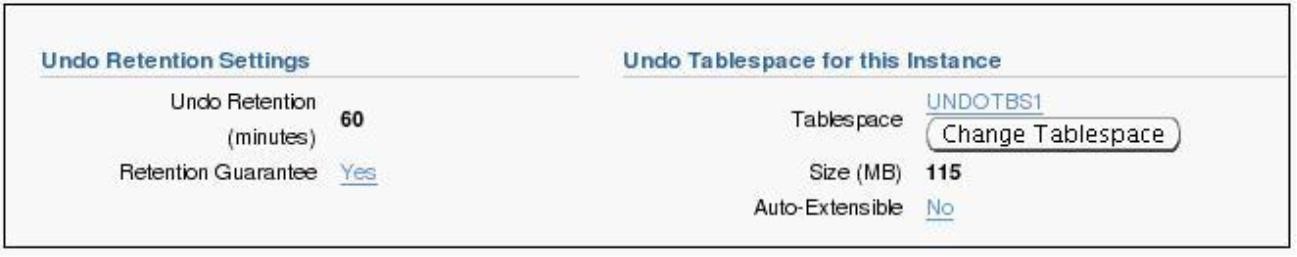 Undo Retention Settings
Undo Retention
(minutes) 60
Retention Guarantee Yes
Undo Tablespace for this Instance
Tablespace UNDOTBS1
Change Tablespace
Size (MB) 115
Auto-Extensible No